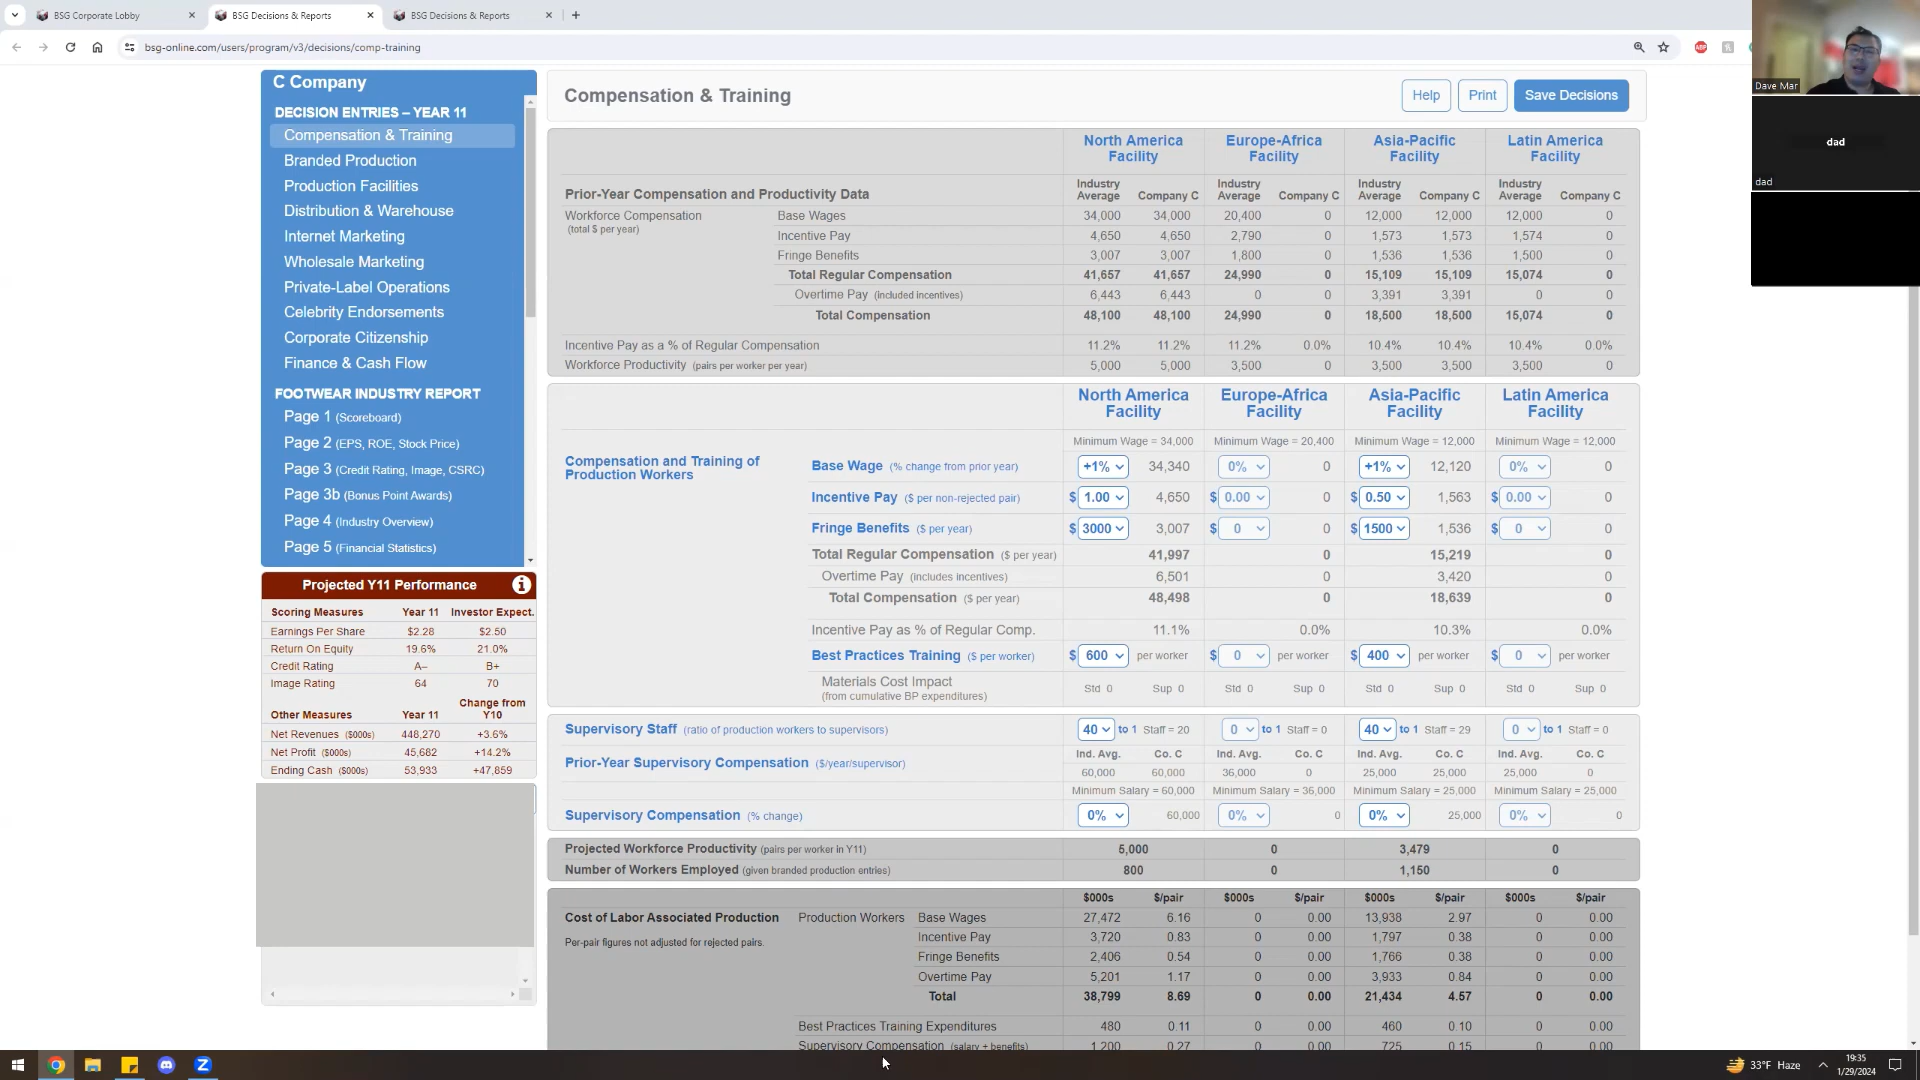 BSG Corporate Lobby
BSG Decisions & Reports
BSG Decisions & Reports
bsg-online.com/users/program/v3/decisions/comp-training
ABP
Dave Mar
dad
dad
C Company
DECISION ENTRIES – YEAR 11
Compensation & Training
Branded Production
Production Facilities
Distribution & Warehouse
Internet Marketing
Wholesale Marketing
Private-Label Operations
Celebrity Endorsements
Corporate Citizenship
Finance & Cash Flow
FOOTWEAR INDUSTRY REPORT
Page 1 (Scoreboard)
Page 2 (EPS, ROE, Stock Price)
Page 3 (Credit Rating, Image, CSRC)
Page 3b (Bonus Point Awards)
Page 4 (Industry Overview)
Page 5 (Financial Statistics)
Projected Y11 Performance
Scoring Measures Year 11 Investor Expect.
Earnings Per Share $2.28 $2.50
Return On Equity 19.6% 21.0%
Credit Rating A– B+
Image Rating 64 70
Other Measures Year 11 Change from Y10
Net Revenues ($000s) 448,270 +3.6%
Net Profit ($000s) 45,682 +14.2%
Ending Cash ($000s) 53,933 +47,859
Compensation & Training
Help Print Save Decisions
North America Facility Europe-Africa Facility Asia-Pacific Facility Latin America Facility
Prior-Year Compensation and Productivity Data Industry Average Company C Industry Average Company C Industry Average Company C Industry Average Company C
Workforce Compensation Base Wages 34,000 34,000 20,400 0 12,000 12,000 12,000 0
(total $ per year) Incentive Pay 4,650 4,650 2,790 0 1,573 1,573 1,574 0
Fringe Benefits 3,007 3,007 1,800 0 1,536 1,536 1,500 0
Total Regular Compensation 41,657 41,657 24,990 0 15,109 15,109 15,074 0
Overtime Pay (included incentives) 6,443 6,443 0 0 3,391 3,391 0 0
Total Compensation 48,100 48,100 24,990 0 18,500 18,500 15,074 0
Incentive Pay as a % of Regular Compensation 11.2% 11.2% 11.2% 0.0% 10.4% 10.4% 10.4% 0.0%
Workforce Productivity (pairs per worker per year) 5,000 5,000 3,500 0 3,500 3,500 3,500 0
North America Facility Europe-Africa Facility Asia-Pacific Facility Latin America Facility
Minimum Wage = 34,000 Minimum Wage = 20,400 Minimum Wage = 12,000 Minimum Wage = 12,000
Compensation and Training of Production Workers
Base Wage (% change from prior year) +1% 34,340 0% 0 +1% 12,120 0% 0
Incentive Pay ($ per non-rejected pair) $ 1.00 4,650 $ 0.00 0 $ 0.50 1,563 $ 0.00 0
Fringe Benefits ($ per year) $ 3000 3,007 $ 0 0 $ 1500 1,536 $ 0 0
Total Regular Compensation ($ per year) 41,997 0 15,219 0
Overtime Pay (includes incentives) 6,501 0 3,420 0
Total Compensation ($ per year) 48,498 0 18,639 0
Incentive Pay as % of Regular Comp. 11.1% 0.0% 10.3% 0.0%
Best Practices Training ($ per worker) $ 600 per worker $ 0 per worker $ 400 per worker $ 0 per worker
Materials Cost Impact Std 0 Sup 0 Std 0 Sup 0 Std 0 Sup 0 Std 0 Sup 0
(from cumulative BP expenditures)
Supervisory Staff (ratio of production workers to supervisors) 40 to 1 Staff = 20 0 to 1 Staff = 0 40 to 1 Staff = 29 0 to 1 Staff = 0
Ind. Avg. Co. C Ind. Avg. Co. C Ind. Avg. Co. C Ind. Avg. Co. C
Prior-Year Supervisory Compensation ($/year/supervisor) 60,000 60,000 36,000 0 25,000 25,000 25,000 0
Minimum Salary = 60,000 Minimum Salary = 36,000 Minimum Salary = 25,000 Minimum Salary = 25,000
Supervisory Compensation (% change) 0% 60,000 0% 0 0% 25,000 0% 0
Projected Workforce Productivity (pairs per worker in Y11) 5,000 0 3,479 0
Number of Workers Employed (given branded production entries) 800 0 1,150 0
$000s $/pair $000s $/pair $000s $/pair $000s $/pair
Cost of Labor Associated Production Production Workers Base Wages 27,472 6.16 0 0.00 13,938 2.97 0 0.00
Per-pair figures not adjusted for rejected pairs. Incentive Pay 3,720 0.83 0 0.00 1,797 0.38 0 0.00
Fringe Benefits 2,406 0.54 0 0.00 1,766 0.38 0 0.00
Overtime Pay 5,201 1.17 0 0.00 3,933 0.84 0 0.00
Total 38,799 8.69 0 0.00 21,434 4.57 0 0.00
Best Practices Training Expenditures 480 0.11 0 0.00 460 0.10 0 0.00
Supervisory Compensation (salary + benefits) 1,200 0.27 0 0.00 725 0.15 0 0.00
33°F Haze
19:35
1/29/2024